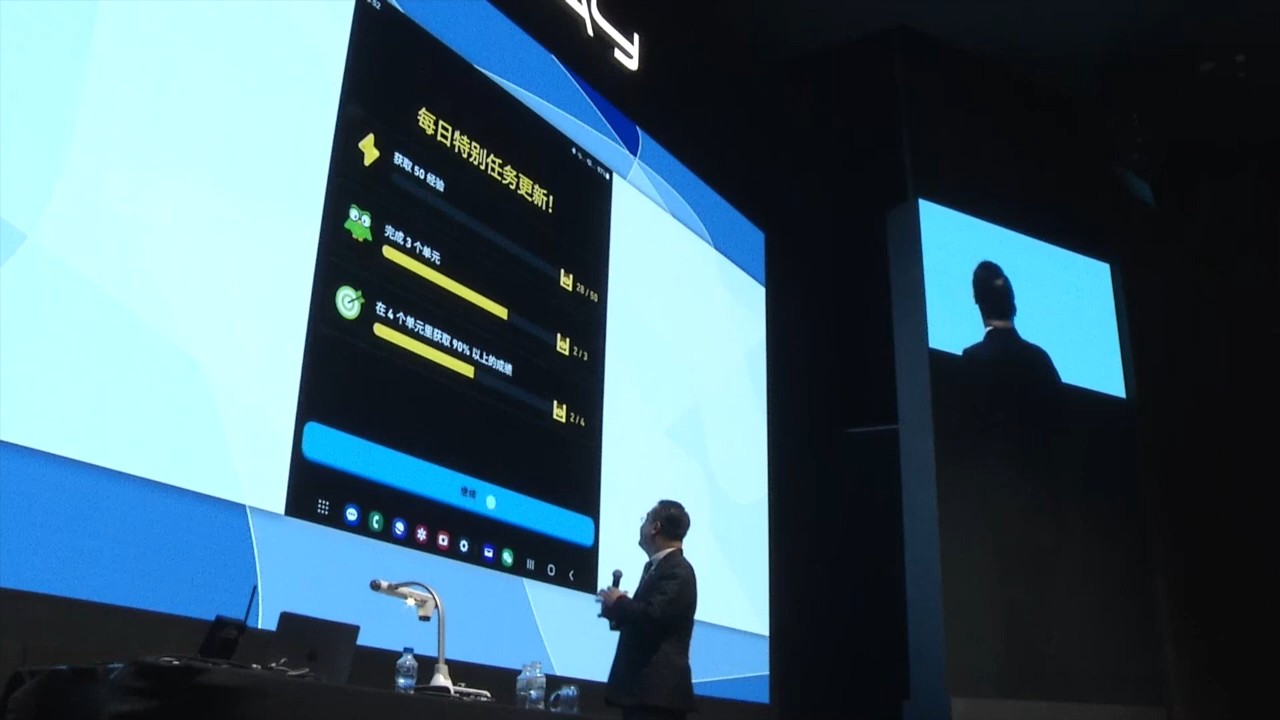 每日特别任务更新！
获取 50 经验
28 / 50
完成 3 个单元
2 / 3
在 4 个单元里获取 90% 以上的成绩
2 / 4
继续